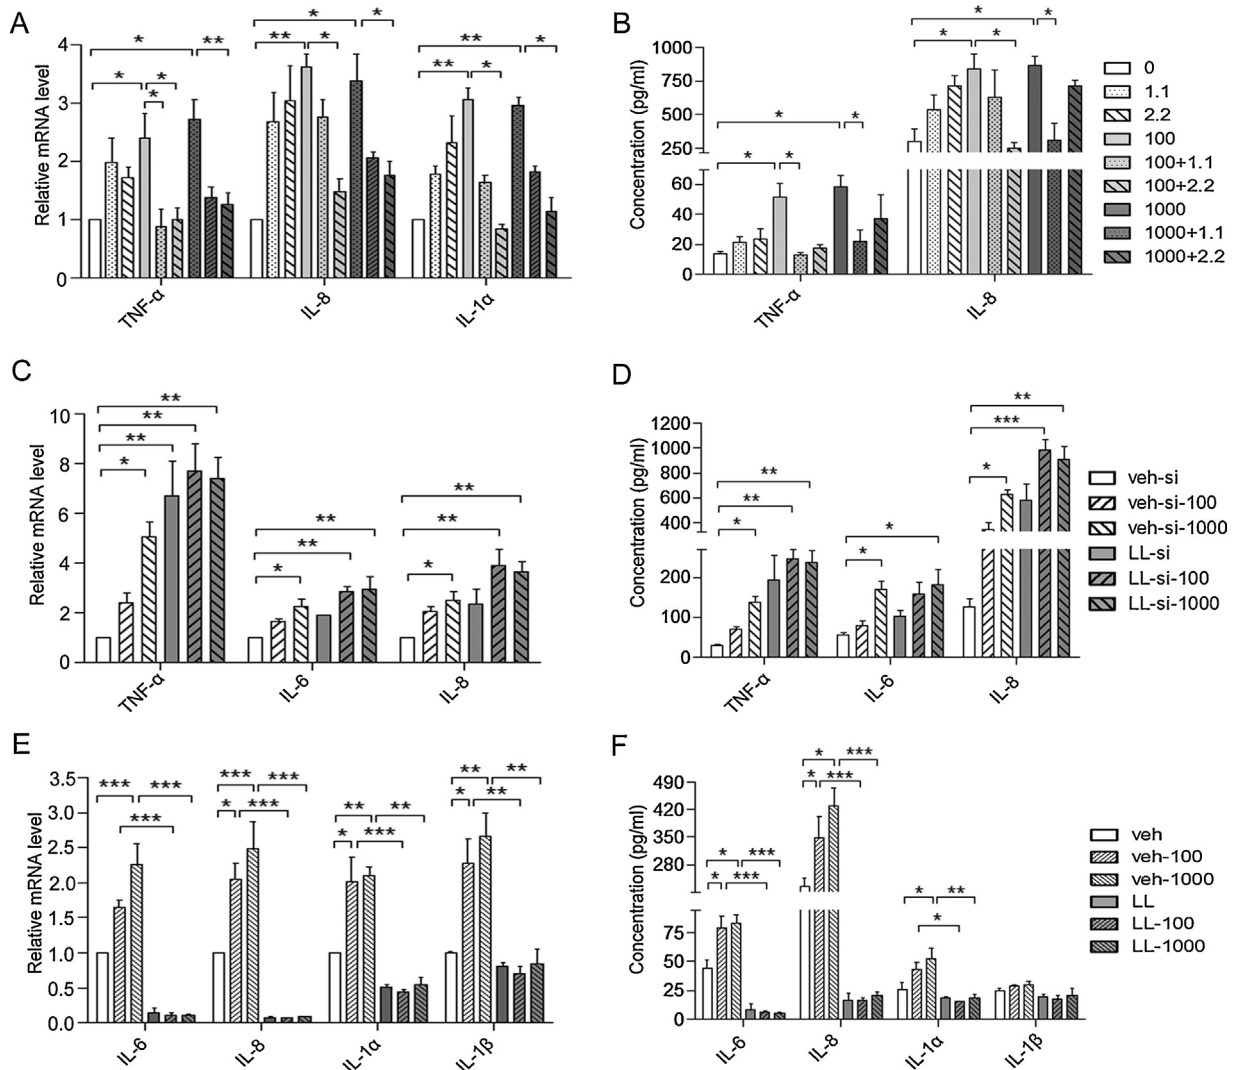 A
Relative mRNA level
4
3
2
1
0
* ** * * *
** * * ** *
* * ** *
*
TNF-α IL-8 IL-1α
B
Concentration (pg/ml)
1000
750
500
250
60
40
20
0
* * * * * * * *
TNF-α IL-8
0
1.1
2.2
100
100+1.1
100+2.2
1000
1000+1.1
1000+2.2
C
Relative mRNA level
10
8
6
4
2
0
** ** ** *
** ** *
** ** *
TNF-α IL-6 IL-8
D
Concentration (pg/ml)
1200
1000
800
600
400
200
100
0
** ** *
* *
** *** *
TNF-α IL-6 IL-8
veh-si
veh-si-100
veh-si-1000
LL-si
LL-si-100
LL-si-1000
E
Relative mRNA level
3.5
3.0
2.5
2.0
1.5
1.0
0.5
0.0
*** *** ***
*** *** * ***
** ** * ***
** ** * **
IL-6 IL-8 IL-1α IL-1β
F
Concentration (pg/ml)
490
420
350
280
75
50
25
0
* *** * ***
* *** * ***
* ** *
IL-6 IL-8 IL-1α IL-1β
veh
veh-100
veh-1000
LL
LL-100
LL-1000